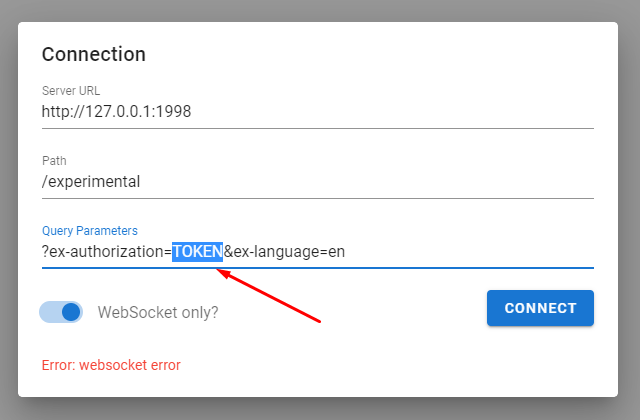 Connection
Server URL
http://127.0.0.1:1998
Path
/experimental
Query Parameters
?ex-authorization=TOKEN&ex-language=en
WebSocket only?
CONNECT
Error: websocket error